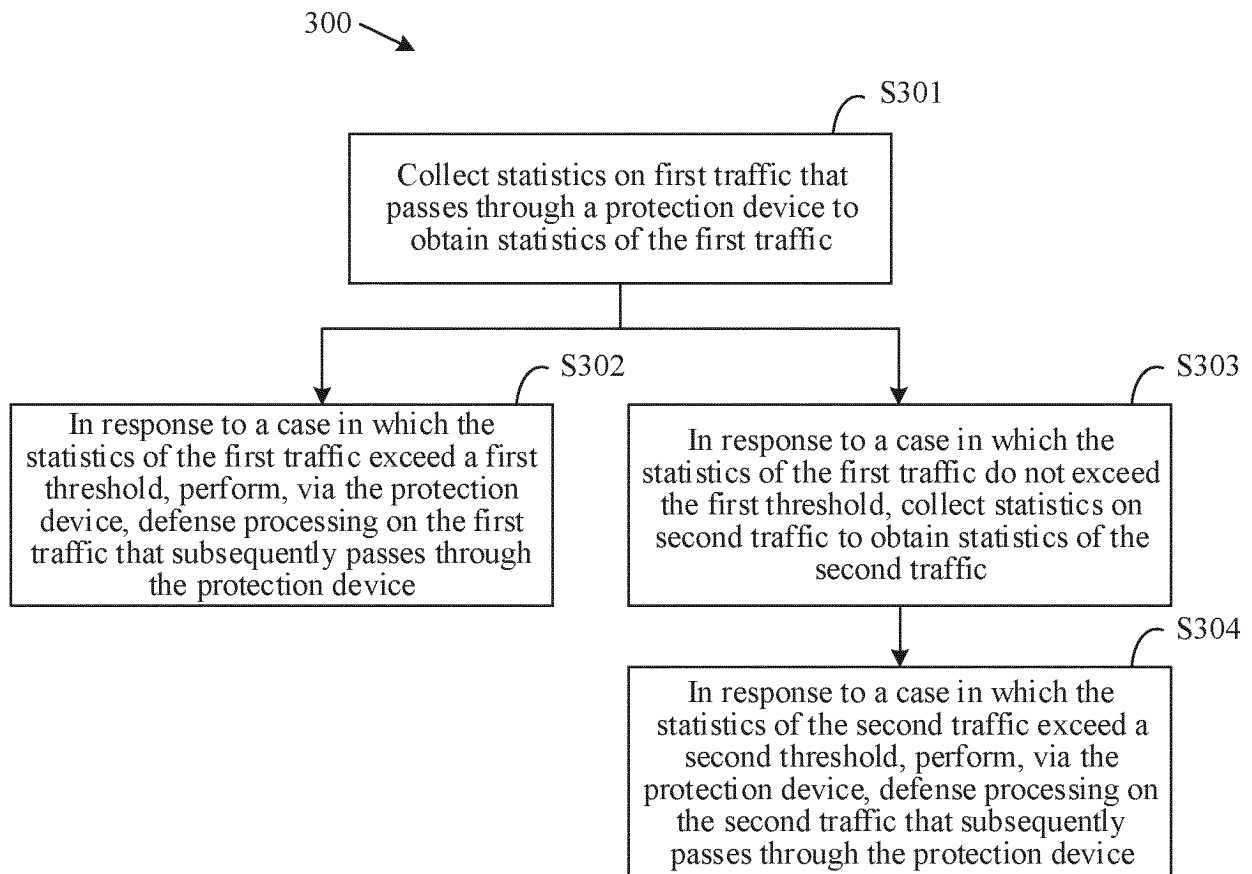 300
S301
Collect statistics on first traffic that
passes through a protection device to
obtain statistics of the first traffic
S302
In response to a case in which the
statistics of the first traffic exceed a first
threshold, perform, via the protection
device, defense processing on the first
traffic that subsequently passes through
the protection device
S303
In response to a case in which the
statistics of the first traffic do not exceed
the first threshold, collect statistics on
second traffic to obtain statistics of the
second traffic
S304
In response to a case in which the
statistics of the second traffic exceed a
second threshold, perform, via the
protection device, defense processing on
the second traffic that subsequently
passes through the protection device